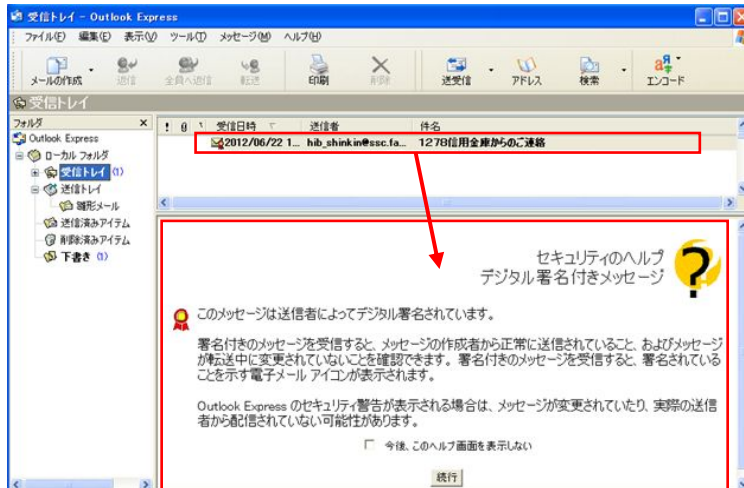 受信トレイ - Outlook Express
ファイル(F) 編集(E) 表示(V) ツール(T) メッセージ(M) ヘルプ(H)
メールの作成 返信 全員へ返信 転送 印刷 削除 送受信 アドレス 検索 エンコード
受信トレイ
フォルダ ×
! 受信日時 送信者 件名
Outlook Express
2012/06/22 1... hib_shinkin@ssc.fa... 1278信用金庫からのご連絡
ローカル フォルダ
受信トレイ (1)
送信トレイ
雛形メール
送信済みアイテム
削除済みアイテム
下書き (1)
セキュリティのヘルプ
デジタル署名付きメッセージ
?
このメッセージは送信者によってデジタル署名されています。
署名付きのメッセージを受信すると、メッセージの作成者から正常に送信されていること、およびメッセージ
が転送中に変更されていないことを確認できます。署名付きのメッセージを受信すると、署名されている
ことを示す電子メール アイコンが表示されます。
Outlook Express のセキュリティ警告が表示される場合は、メッセージが変更されていたり、実際の送信
者から配信されていない可能性があります。
今後、このヘルプ画面を表示しない
続行